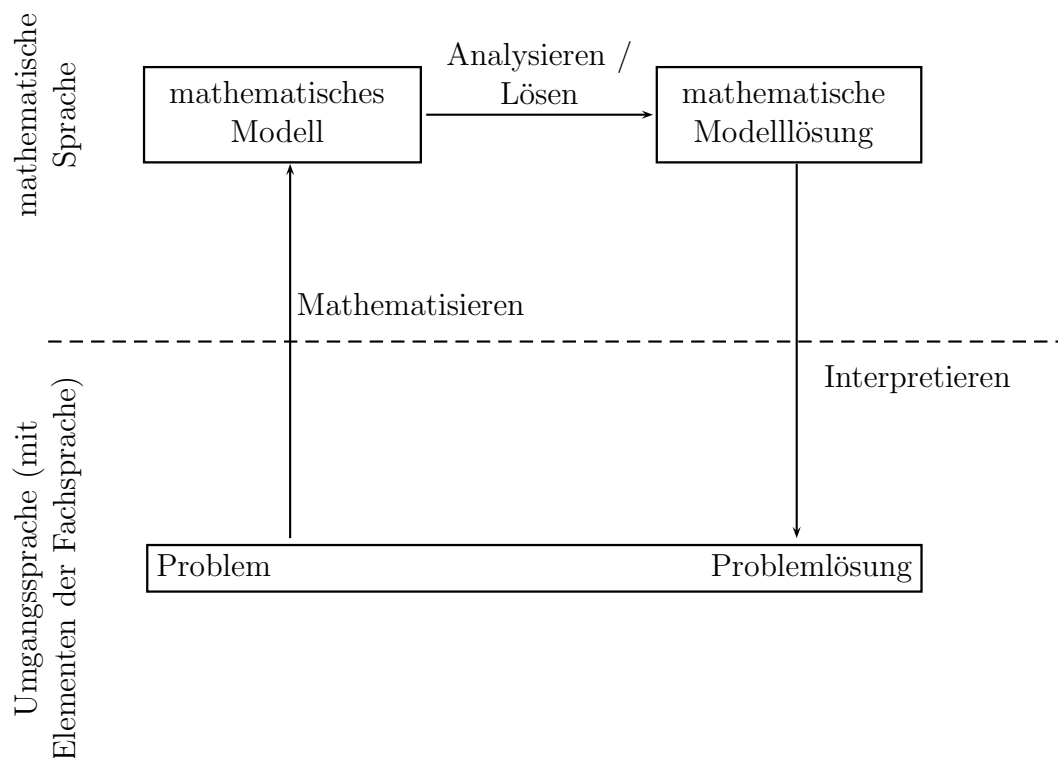 mathematische
Sprache
Analysieren /
Lösen
mathematisches
Modell
mathematische
Modelllösung
Mathematisieren
Interpretieren
Umgangssprache (mit
Elementen der Fachsprache)
Problem
Problemlösung